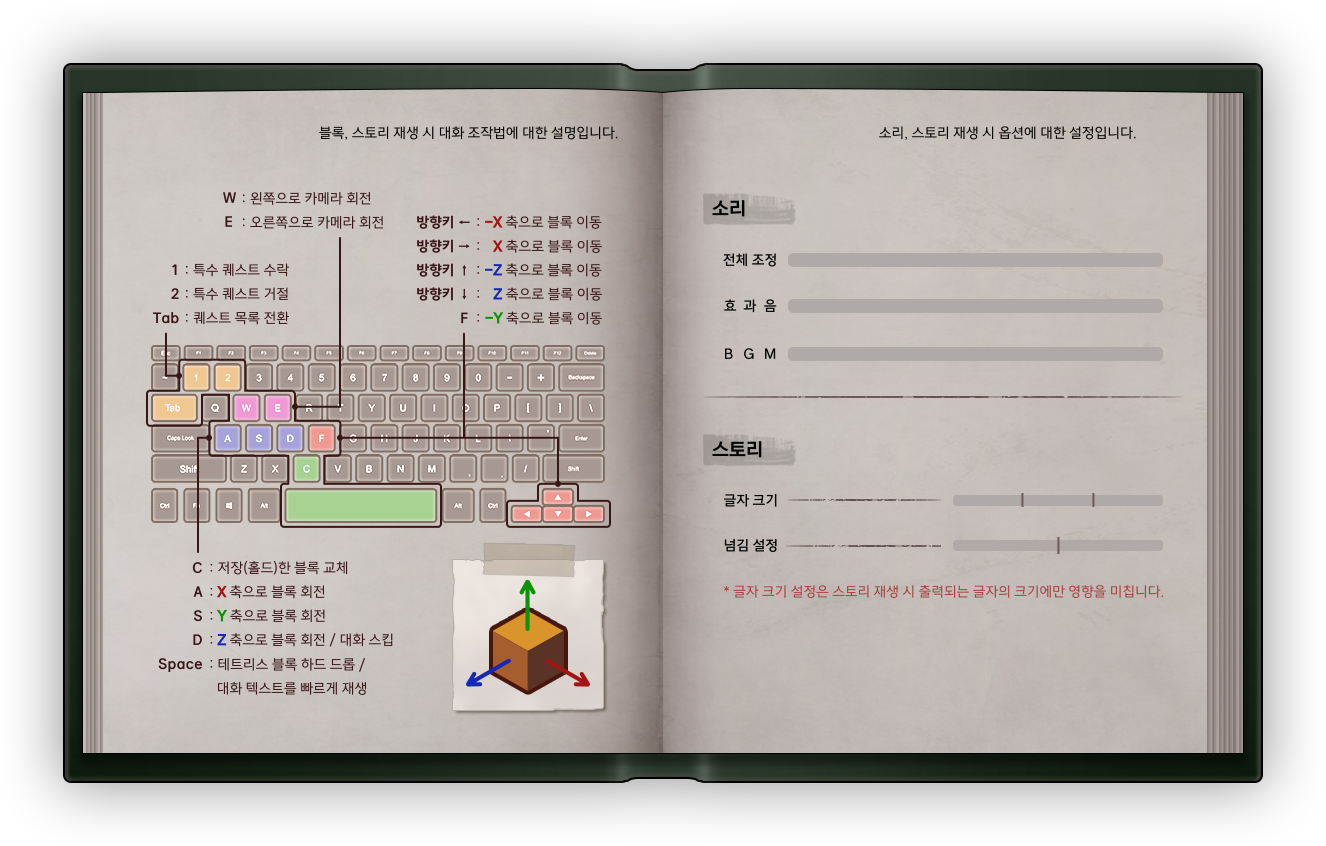 블록, 스토리 재생 시 대화 조작법에 대한 설명입니다.
W : 왼쪽으로 카메라 회전
E : 오른쪽으로 카메라 회전
방향키 ← : −X 축으로 블록 이동
방향키 → : X 축으로 블록 이동
방향키 ↑ : −Z 축으로 블록 이동
방향키 ↓ : Z 축으로 블록 이동
F : −Y 축으로 블록 이동
1 : 특수 퀘스트 수락
2 : 특수 퀘스트 거절
Tab : 퀘스트 목록 전환
Esc F1 F2 F3 F4 F5 F6 F7 F8 F9 F10 F11 F12 Delete
~ 1 2 3 4 5 6 7 8 9 0 − + Backspace
Tab Q W E R T Y U I O P [ ] \
Caps Lock A S D F G H J K L ; ' Enter
Shift Z X C V B N M , . / Shift
Ctrl Fn Alt Alt Ctrl ▲
◀ ▼ ▶
C : 저장(홀드)한 블록 교체
A : X 축으로 블록 회전
S : Y 축으로 블록 회전
D : Z 축으로 블록 회전 / 대화 스킵
Space : 테트리스 블록 하드 드롭 /
대화 텍스트를 빠르게 재생
소리, 스토리 재생 시 옵션에 대한 설정입니다.
소리
전체 조정
효 과 음
B G M
스토리
글자 크기
넘김 설정
* 글자 크기 설정은 스토리 재생 시 출력되는 글자의 크기에만 영향을 미칩니다.